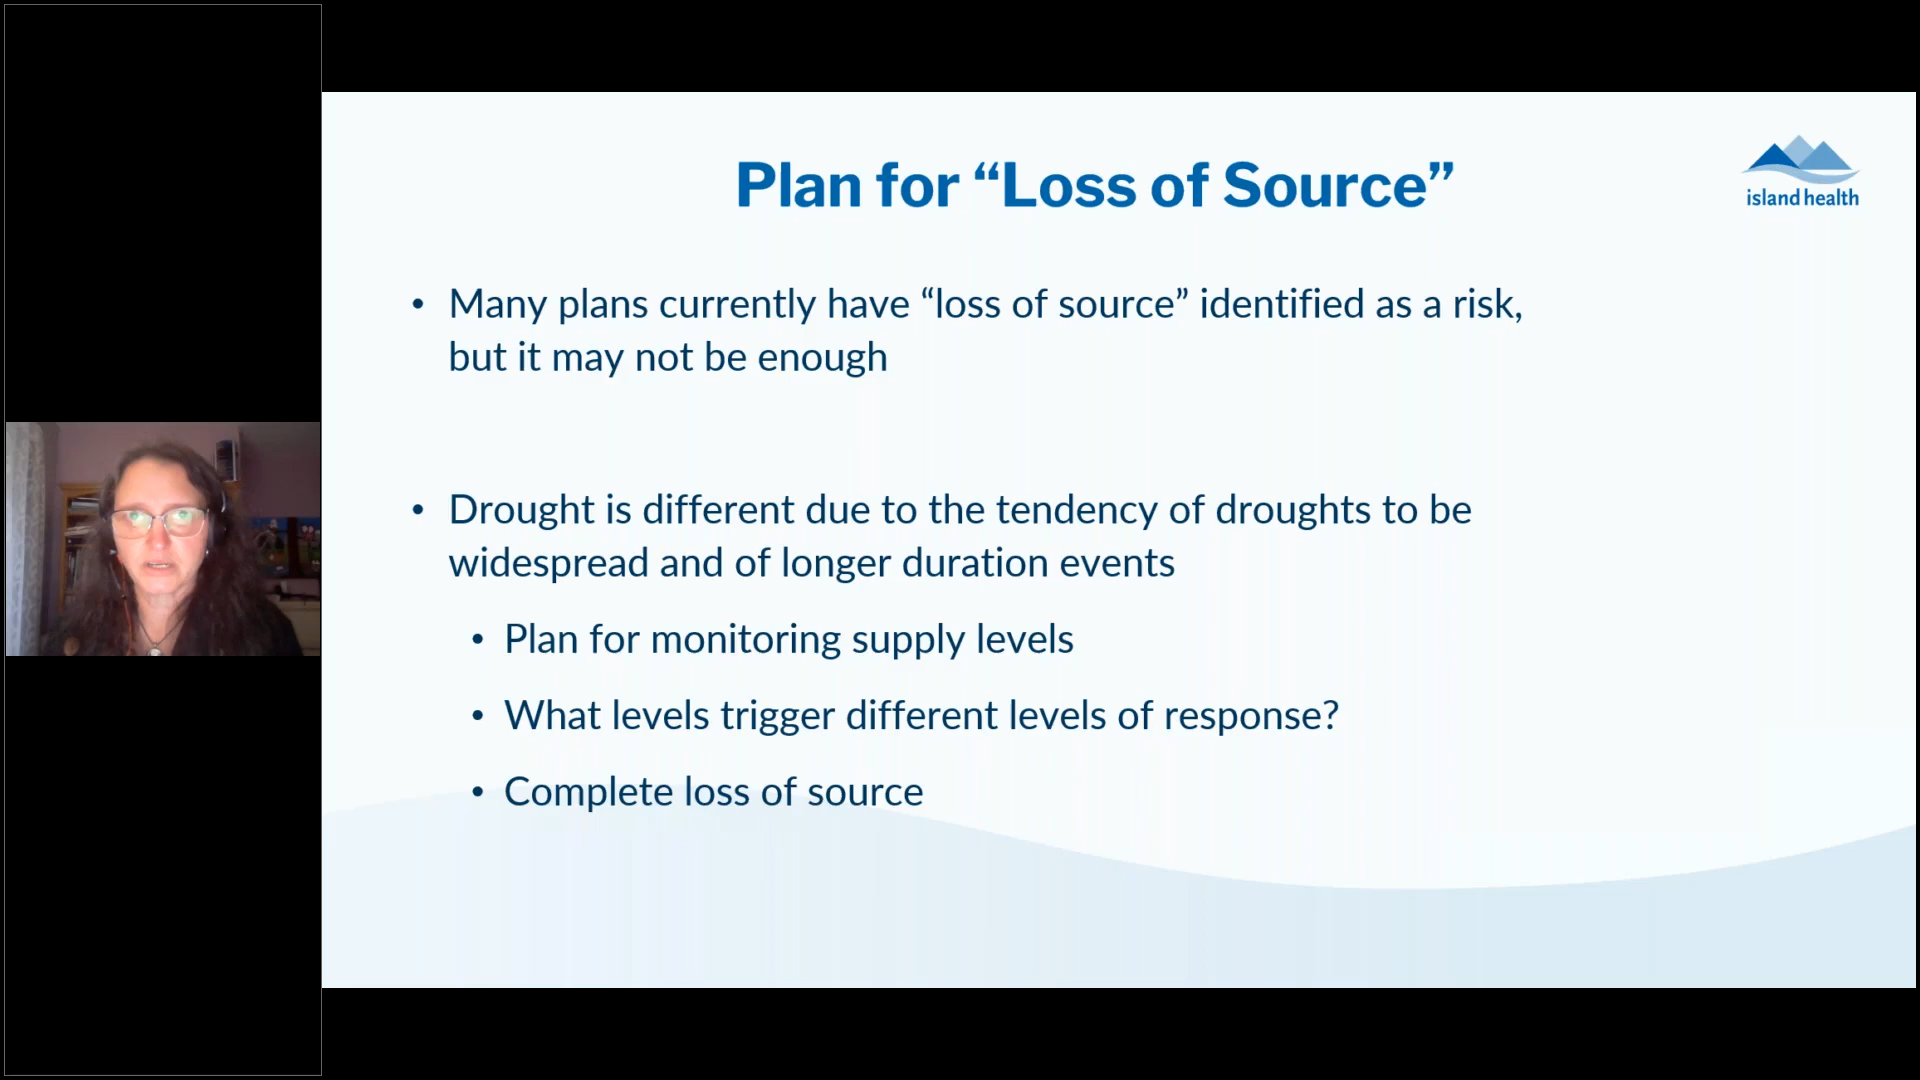 Plan for “Loss of Source”
island health
• Many plans currently have “loss of source” identified as a risk,
but it may not be enough
• Drought is different due to the tendency of droughts to be
widespread and of longer duration events
• Plan for monitoring supply levels
• What levels trigger different levels of response?
• Complete loss of source